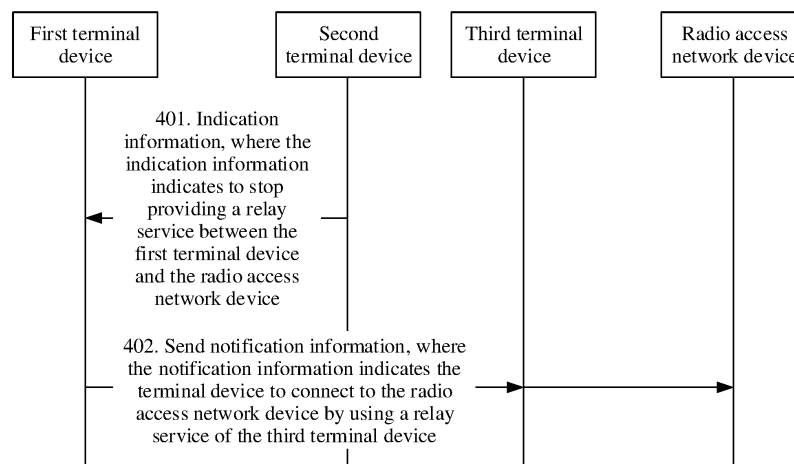 First terminal
device
Second
terminal device
Third terminal
device
Radio access
network device
401. Indication
information, where the
indication information
indicates to stop
providing a relay
service between the
first terminal device
and the radio access
network device
402. Send notification information, where
the notification information indicates the
terminal device to connect to the radio
access network device by using a relay
service of the third terminal device